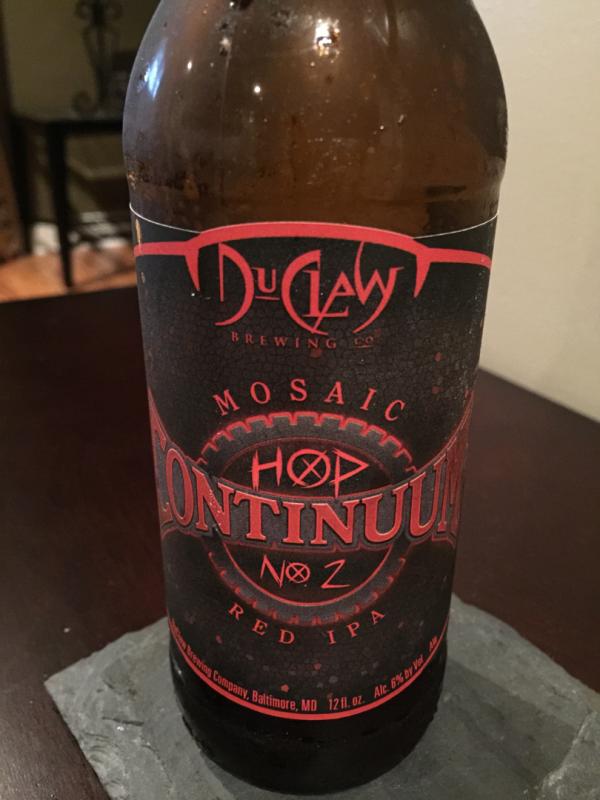 DuClaw
BREWING CO
MOSAIC
HOP
CONTINUUM
NO. 2
RED IPA
Brewing Company, Baltimore, MD 12 fl. oz. Alc. 6% by Vol